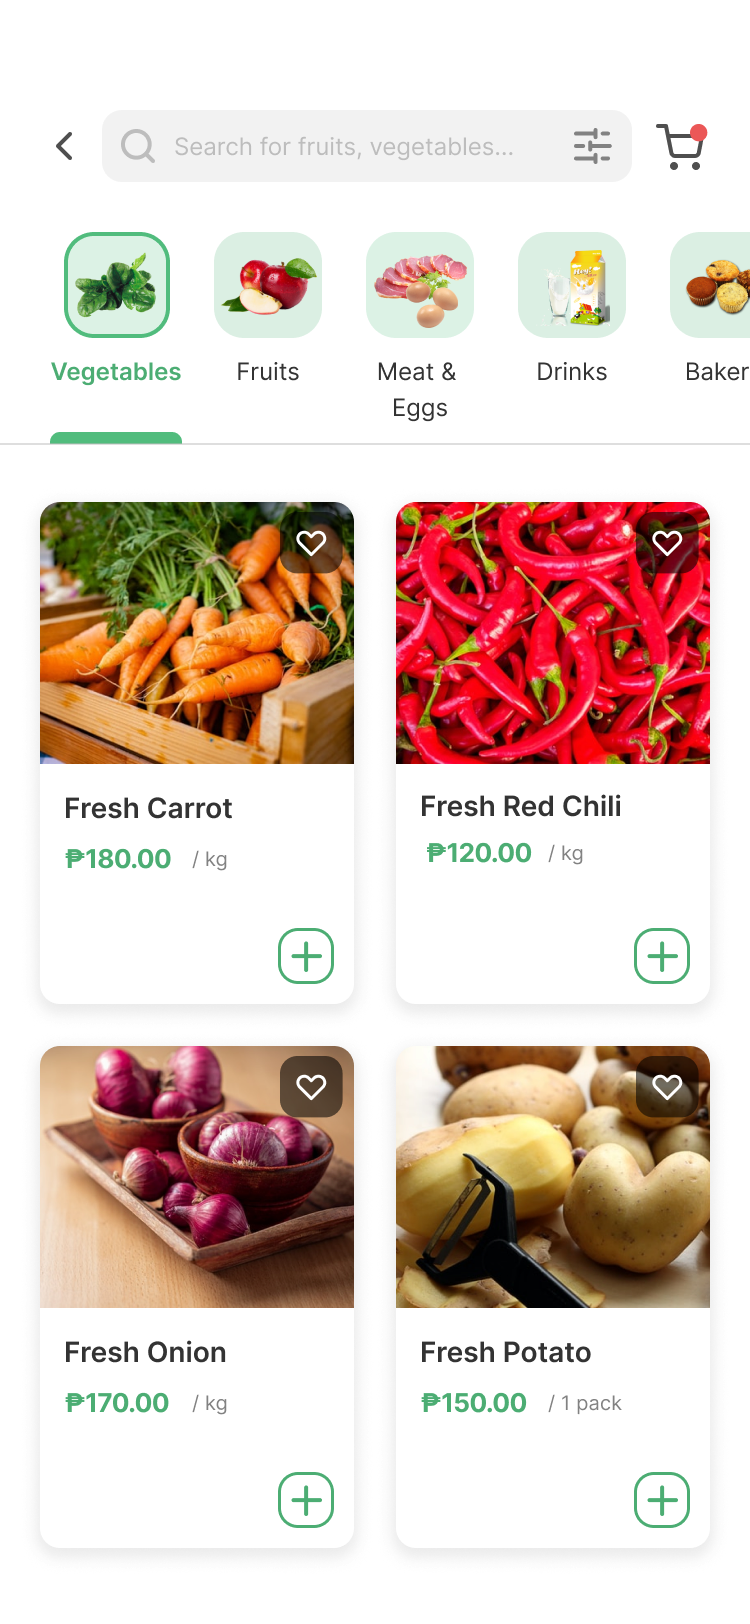 Search for fruits, vegetables...
Vegetables
Fruits
Meat &
Eggs
Drinks
Baker
Fresh Carrot
₱180.00 / kg
Fresh Red Chili
₱120.00 / kg
Fresh Onion
₱170.00 / kg
Fresh Potato
₱150.00 / 1 pack